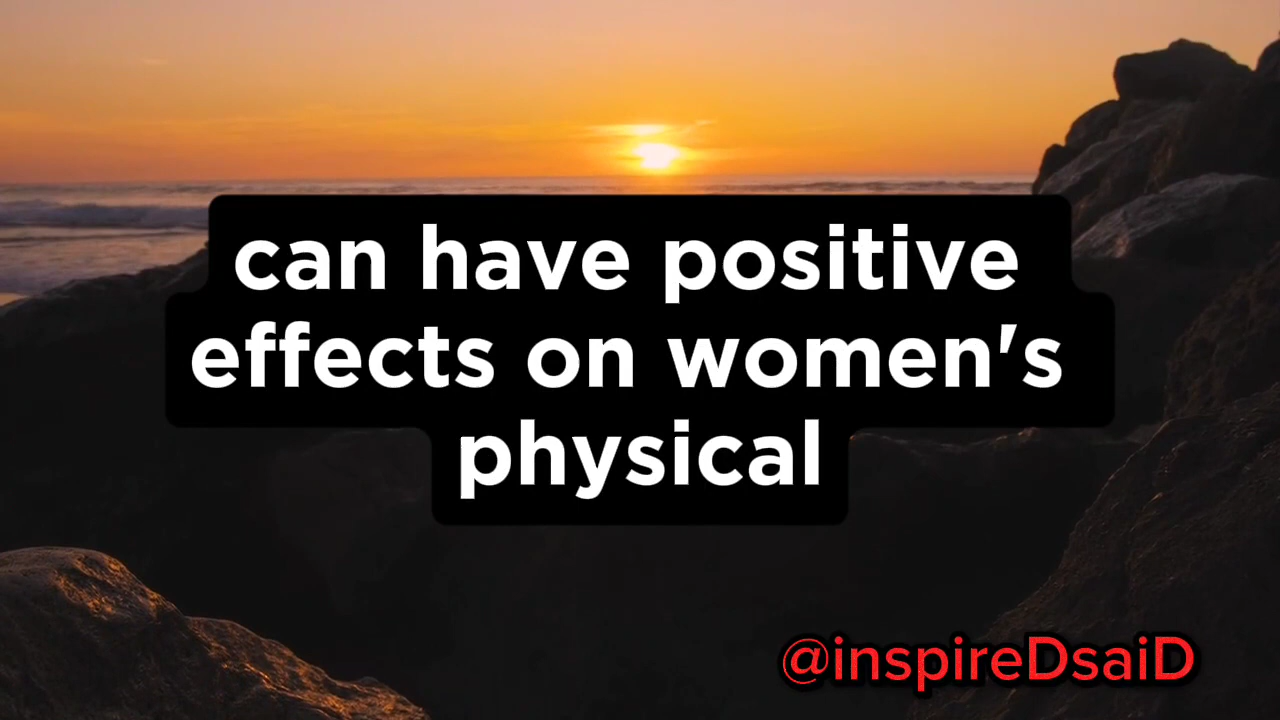 can have positive
effects on women's
physical
@inspireDsaiD